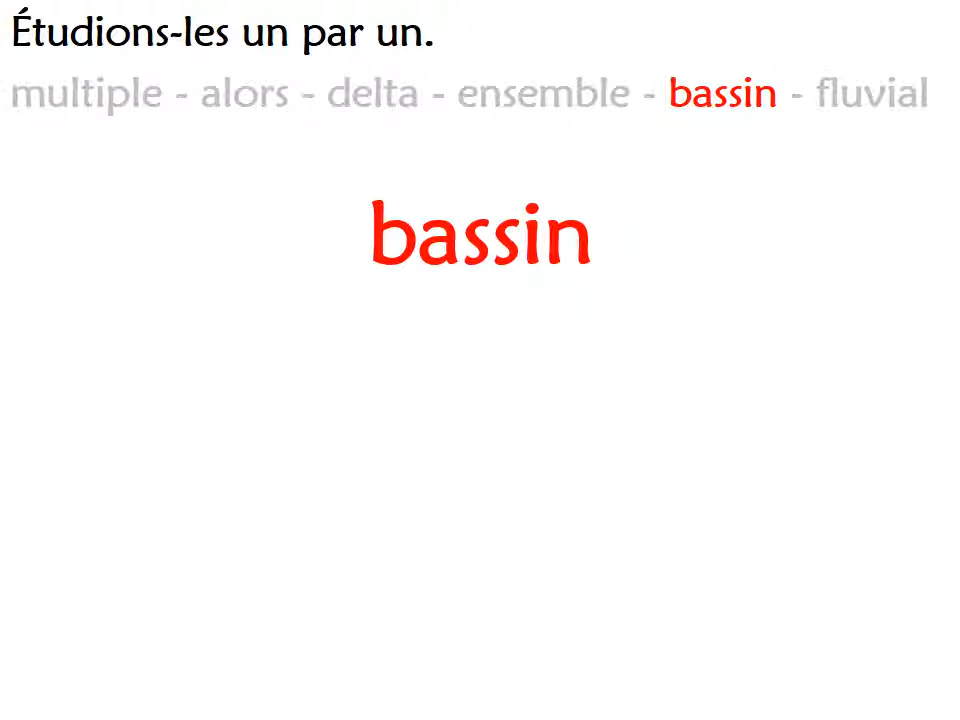 Étudions-les un par un.
multiple - alors - delta - ensemble - bassin - fluvial
bassin